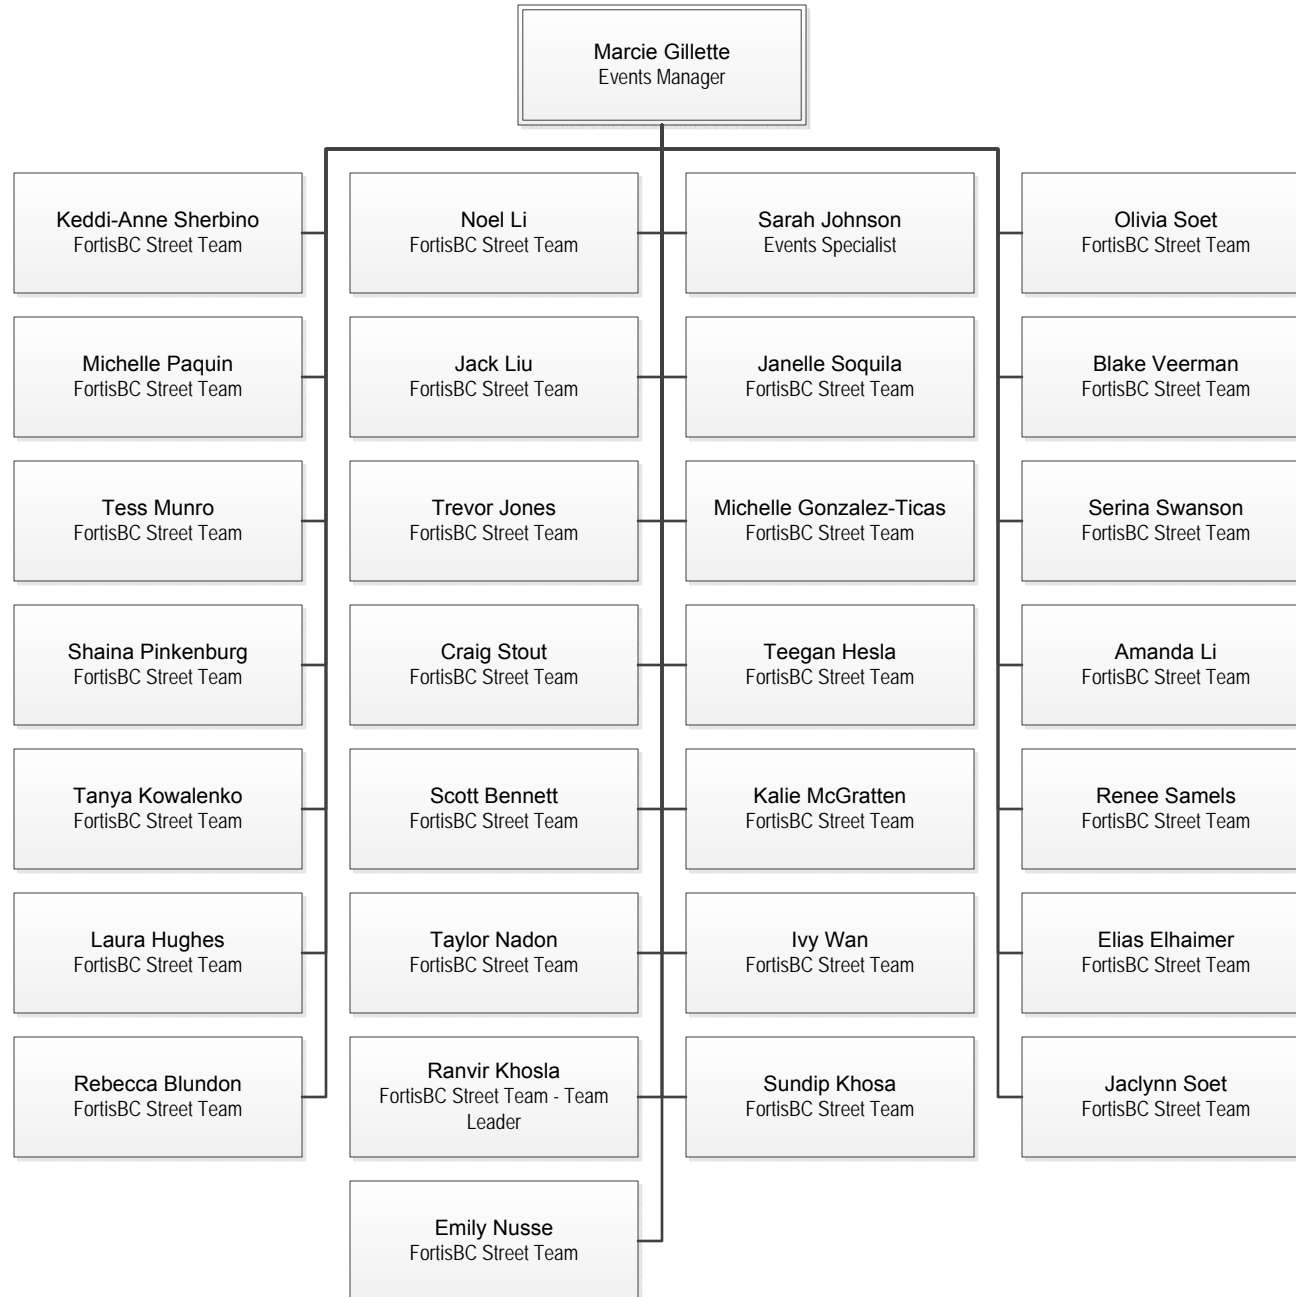 Marcie Gillette
Events Manager
Keddi-Anne Sherbino
FortisBC Street Team
Noel Li
FortisBC Street Team
Sarah Johnson
Events Specialist
Olivia Soet
FortisBC Street Team
Michelle Paquin
FortisBC Street Team
Jack Liu
FortisBC Street Team
Janelle Soquila
FortisBC Street Team
Blake Veerman
FortisBC Street Team
Tess Munro
FortisBC Street Team
Trevor Jones
FortisBC Street Team
Michelle Gonzalez-Ticas
FortisBC Street Team
Serina Swanson
FortisBC Street Team
Shaina Pinkenburg
FortisBC Street Team
Craig Stout
FortisBC Street Team
Teegan Hesla
FortisBC Street Team
Amanda Li
FortisBC Street Team
Tanya Kowalenko
FortisBC Street Team
Scott Bennett
FortisBC Street Team
Kalie McGratten
FortisBC Street Team
Renee Samels
FortisBC Street Team
Laura Hughes
FortisBC Street Team
Taylor Nadon
FortisBC Street Team
Ivy Wan
FortisBC Street Team
Elias Elhaimer
FortisBC Street Team
Rebecca Blundon
FortisBC Street Team
Ranvir Khosla
FortisBC Street Team - Team
Leader
Sundip Khosa
FortisBC Street Team
Jaclynn Soet
FortisBC Street Team
Emily Nusse
FortisBC Street Team